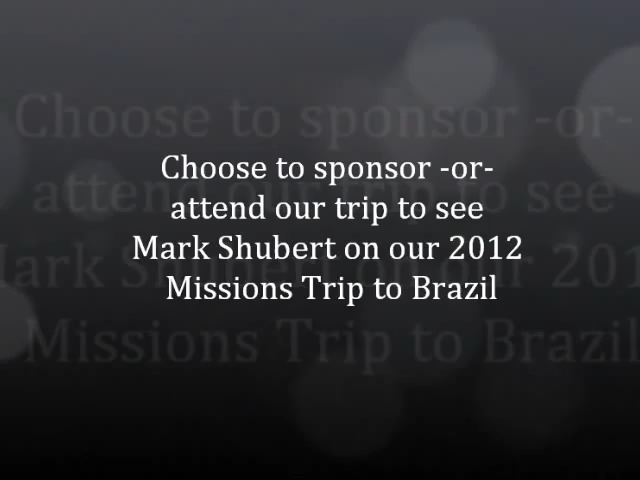 Choose to sponsor -or-
attend our trip to see
Mark Shubert on our 2012
Missions Trip to Brazil